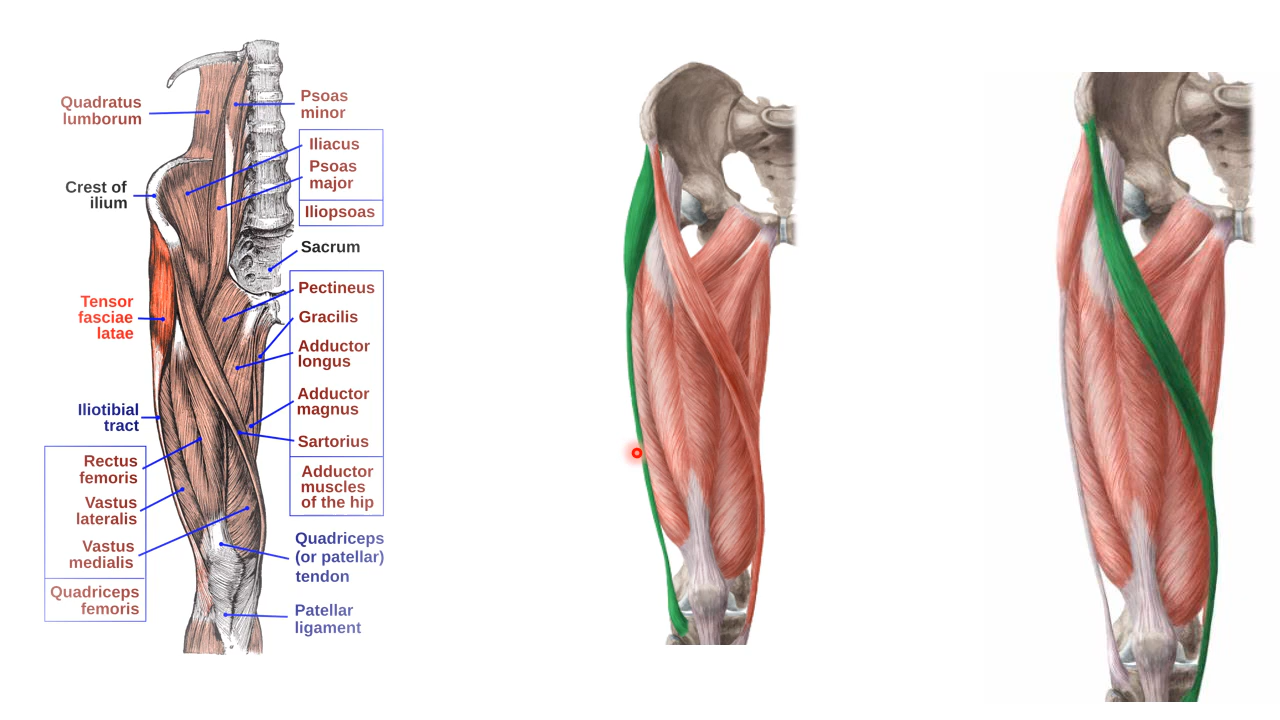 Quadratus
lumborum
Psoas
minor
Iliacus
Psoas
major
Iliopsoas
Crest of
ilium
Sacrum
Tensor
fasciae
latae
Pectineus
Gracilis
Adductor
longus
Adductor
magnus
Sartorius
Adductor
muscles
of the hip
Iliotibial
tract
Rectus
femoris
Vastus
lateralis
Vastus
medialis
Quadriceps
femoris
Quadriceps
(or patellar)
tendon
Patellar
ligament